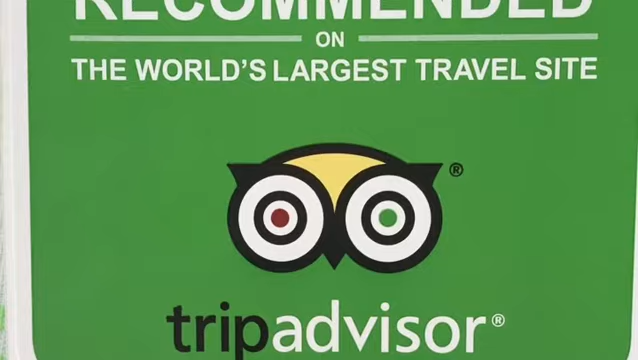 RECOMMENDED
ON
THE WORLD'S LARGEST TRAVEL SITE
®
tripadvisor®